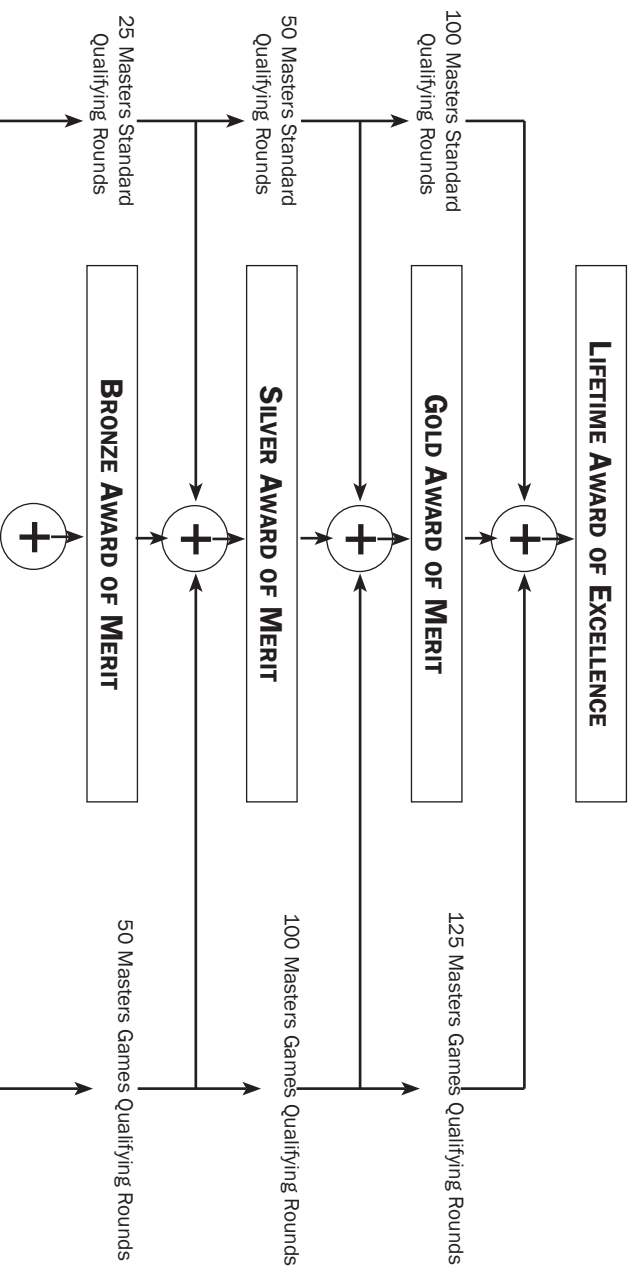 LIFETIME AWARD OF EXCELLENCE
+
100 Masters Standard
Qualifying Rounds
GOLD AWARD OF MERIT
125 Masters Games Qualifying Rounds
+
50 Masters Standard
Qualifying Rounds
SILVER AWARD OF MERIT
100 Masters Games Qualifying Rounds
+
25 Masters Standard
Qualifying Rounds
BRONZE AWARD OF MERIT
50 Masters Games Qualifying Rounds
+